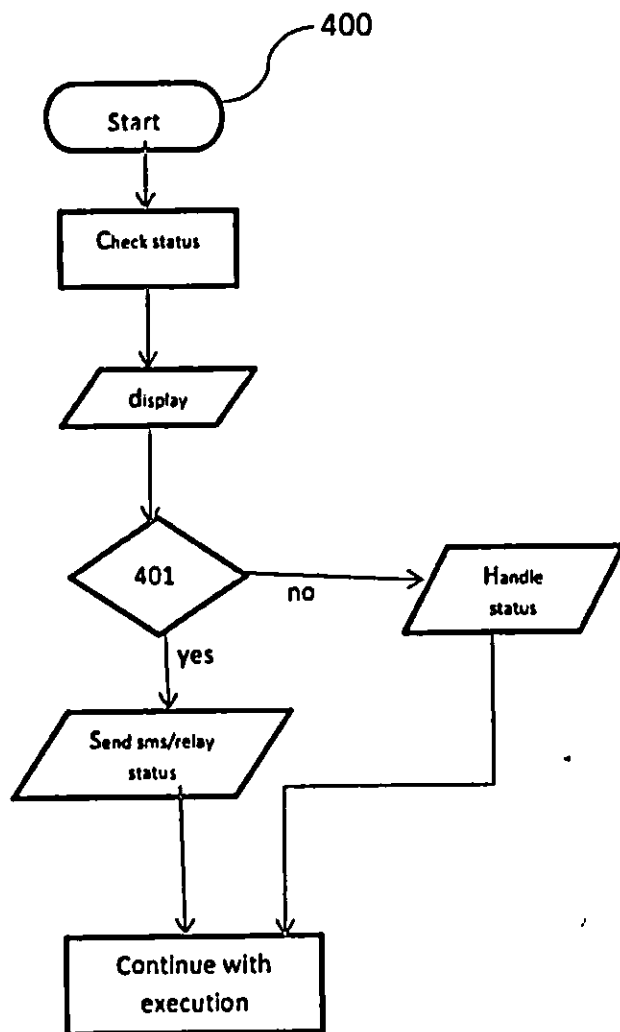 400
Start
Check status
display
401
no
Handle
status
yes
Send sms/relay
status
Continue with
execution